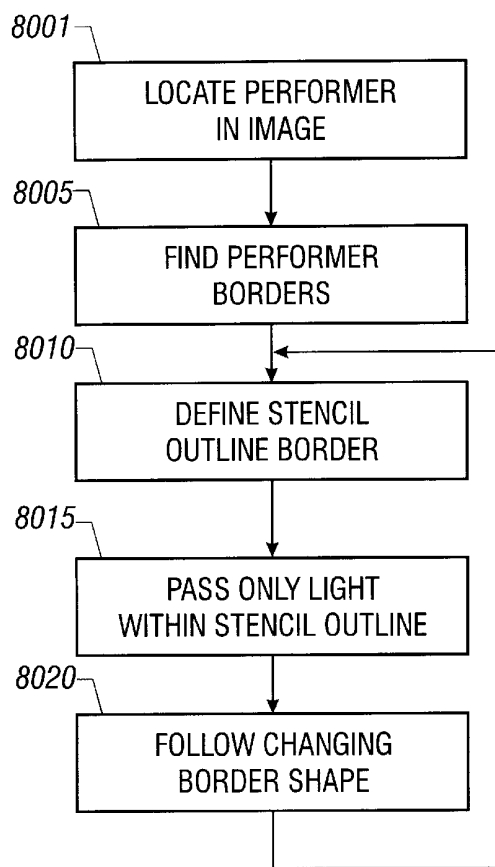 8001
LOCATE PERFORMER
IN IMAGE
8005
FIND PERFORMER
BORDERS
8010
DEFINE STENCIL
OUTLINE BORDER
8015
PASS ONLY LIGHT
WITHIN STENCIL OUTLINE
8020
FOLLOW CHANGING
BORDER SHAPE